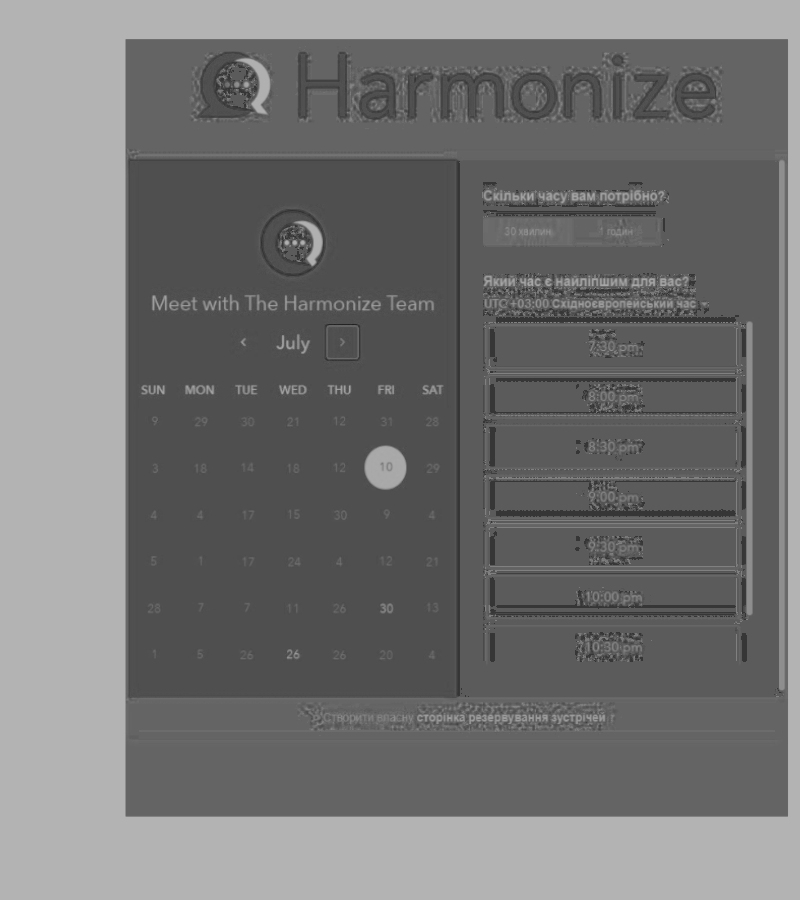 Harmonize
Meet with The Harmonize Team
July
SUN MON TUE WED THU FRI SAT
9 29 30 21 12 31 28
3 18 14 18 12 10 29
4 4 17 15 30 9 4
5 1 17 24 4 12 21
28 7 7 11 26 30 13
1 5 26 26 26 20 4
Скільки часу вам потрібно?
30 хвилин 1 годин
Який час є найліпшим для вас?
UTC +03:00 Східноєвропейський час
7:30 pm
8:00 pm
8:30 pm
9:00 pm
9:30 pm
10:00 pm
10:30 pm
Створити власну сторінка резервування зустрічей